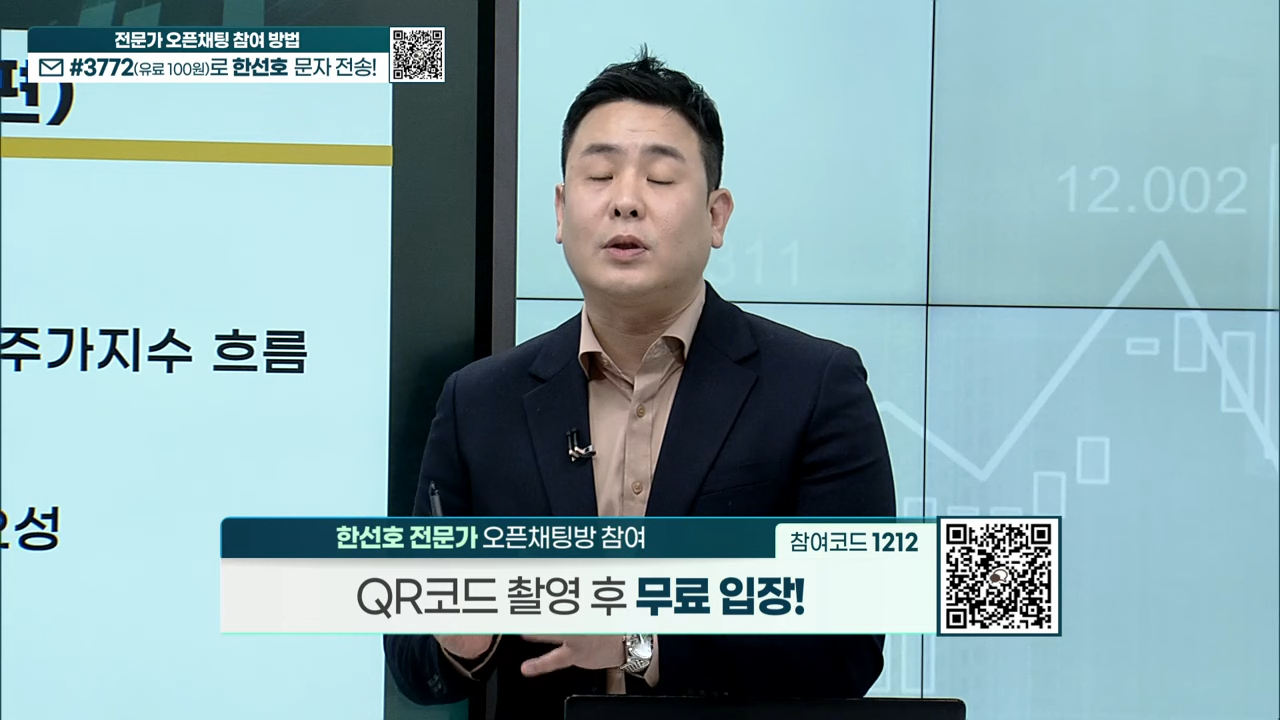 전문가 오픈채팅 참여 방법
#3772(유료 100원)로 한선호 문자 전송!
편)
12.002
311
주가지수 흐름
요성
한선호 전문가 오픈채팅방 참여
참여코드 1212
QR코드 촬영 후 무료 입장!